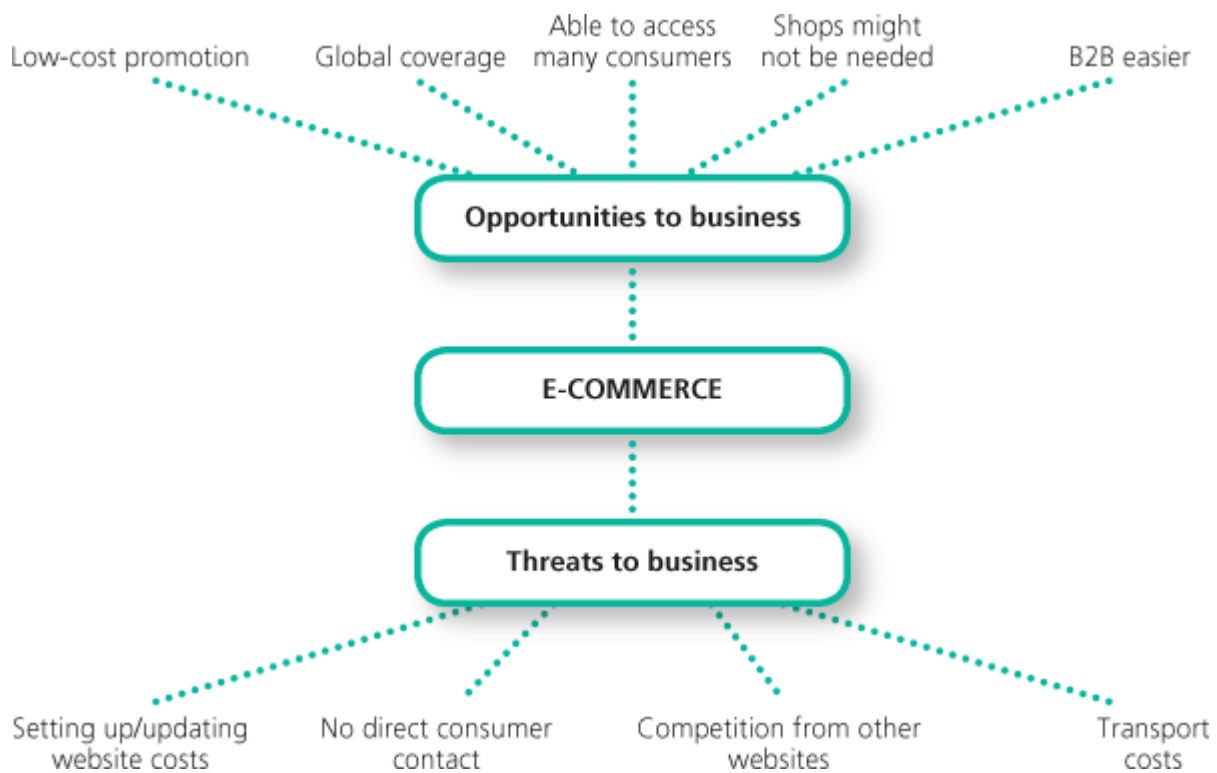 Low-cost promotion
Global coverage
Able to access
many consumers
Shops might
not be needed
B2B easier
Opportunities to business
E-COMMERCE
Threats to business
Setting up/updating
website costs
No direct consumer
contact
Competition from other
websites
Transport
costs